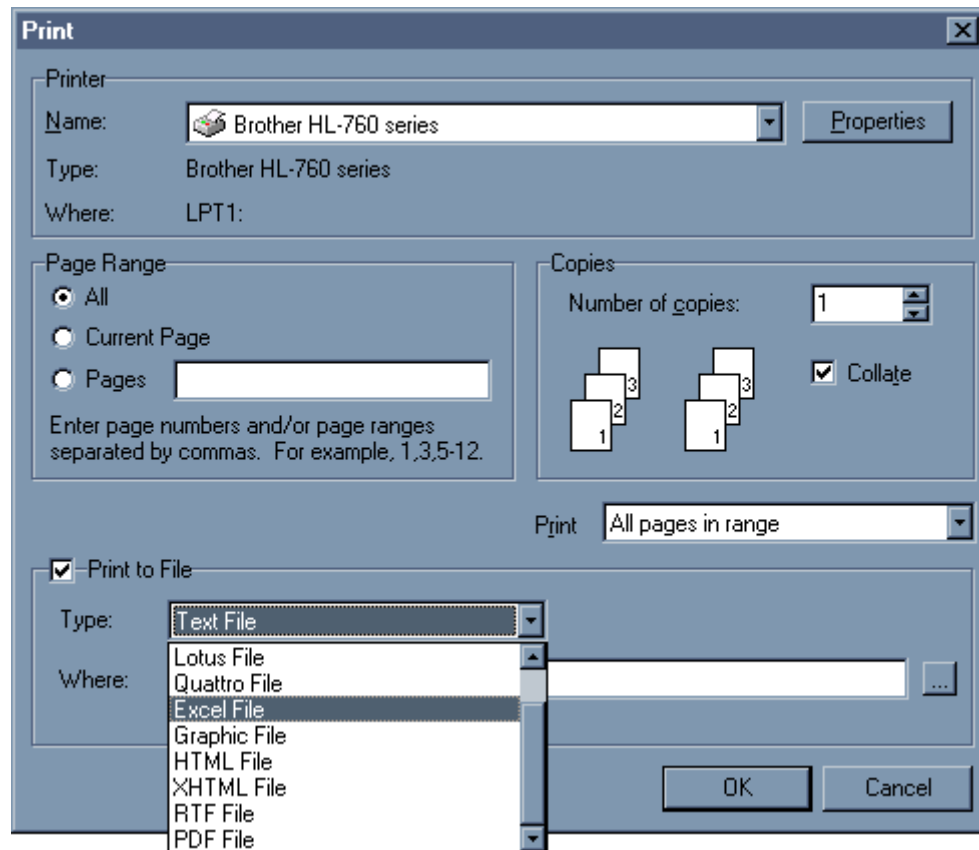 Print
Printer
Name:
Brother HL-760 series
Properties
Type:
Brother HL-760 series
Where:
LPT1:
Page Range
All
Current Page
Pages
Enter page numbers and/or page ranges
separated by commas. For example, 1,3,5-12.
Copies
Number of copies:
1
1
2
3
1
2
3
Collate
Print
All pages in range
Print to File
Type:
Text File
Where:
...
Lotus File
Quattro File
Excel File
Graphic File
HTML File
XHTML File
RTF File
PDF File
OK
Cancel